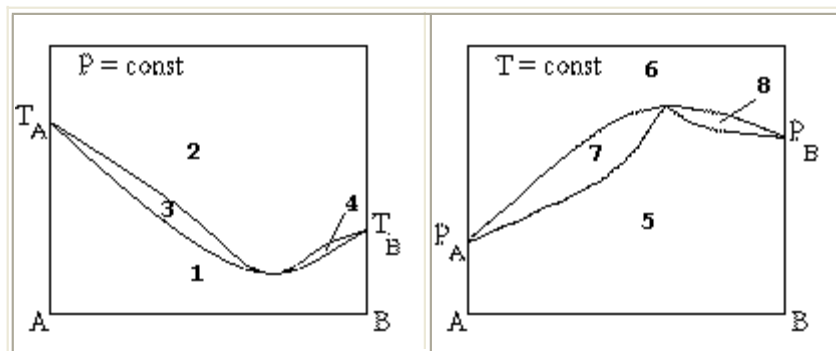 P = const
T_A
2
3
4
T_B
1
A
B
T = const
6
8
7
P_B
P_A
5
A
B